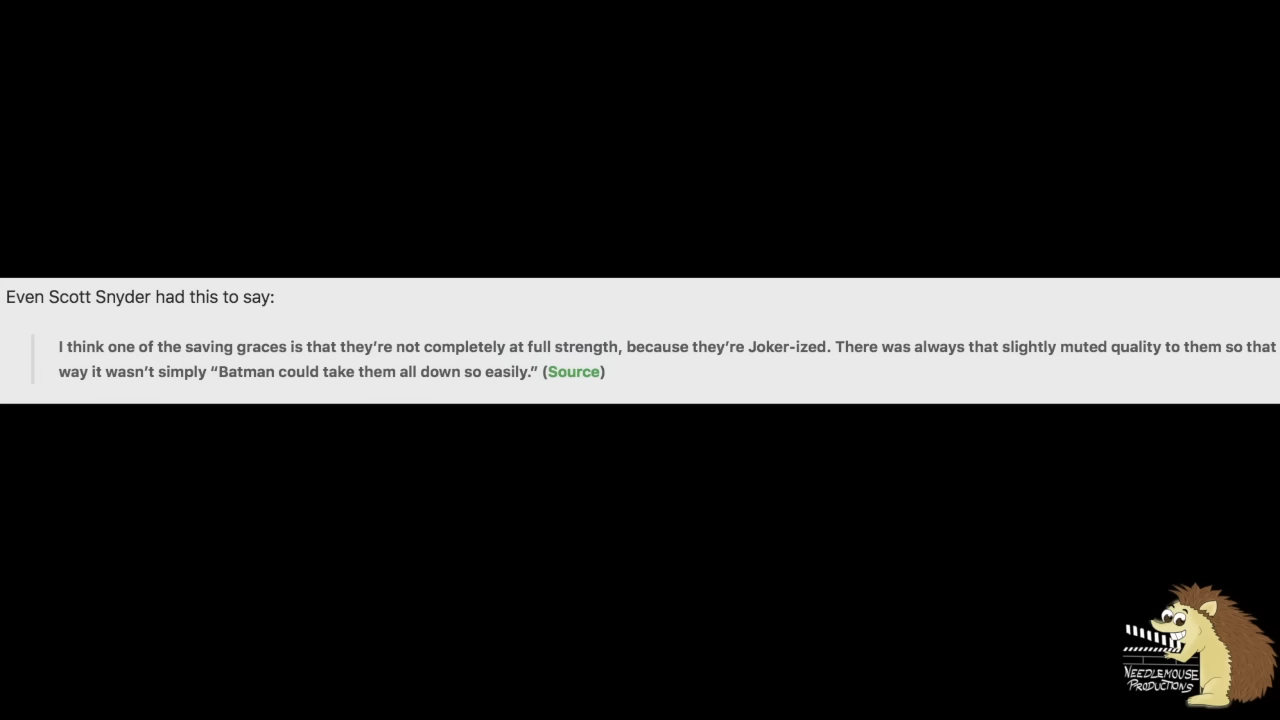 Even Scott Snyder had this to say:
I think one of the saving graces is that they’re not completely at full strength, because they’re Joker-ized. There was always that slightly muted quality to them so that
way it wasn’t simply “Batman could take them all down so easily.” (Source)
NEEDLEMOUSE
PRODUCTIONS